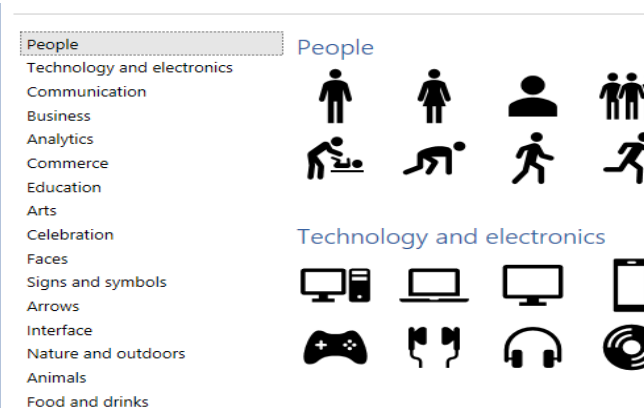 People
Technology and electronics
Communication
Business
Analytics
Commerce
Education
Arts
Celebration
Faces
Signs and symbols
Arrows
Interface
Nature and outdoors
Animals
Food and drinks
People
Technology and electronics